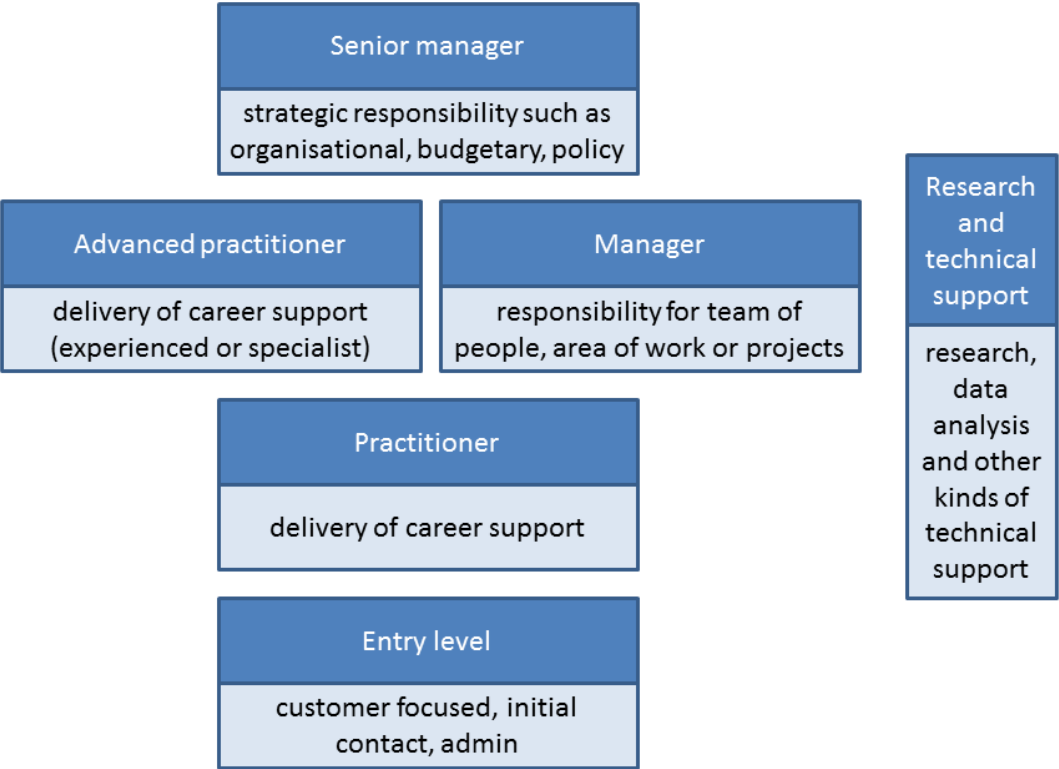 Senior manager
strategic responsibility such as
organisational, budgetary, policy
Advanced practitioner
delivery of career support
(experienced or specialist)
Manager
responsibility for team of
people, area of work or projects
Practitioner
delivery of career support
Entry level
customer focused, initial
contact, admin
Research
and
technical
support
research,
data
analysis
and other
kinds of
technical
support